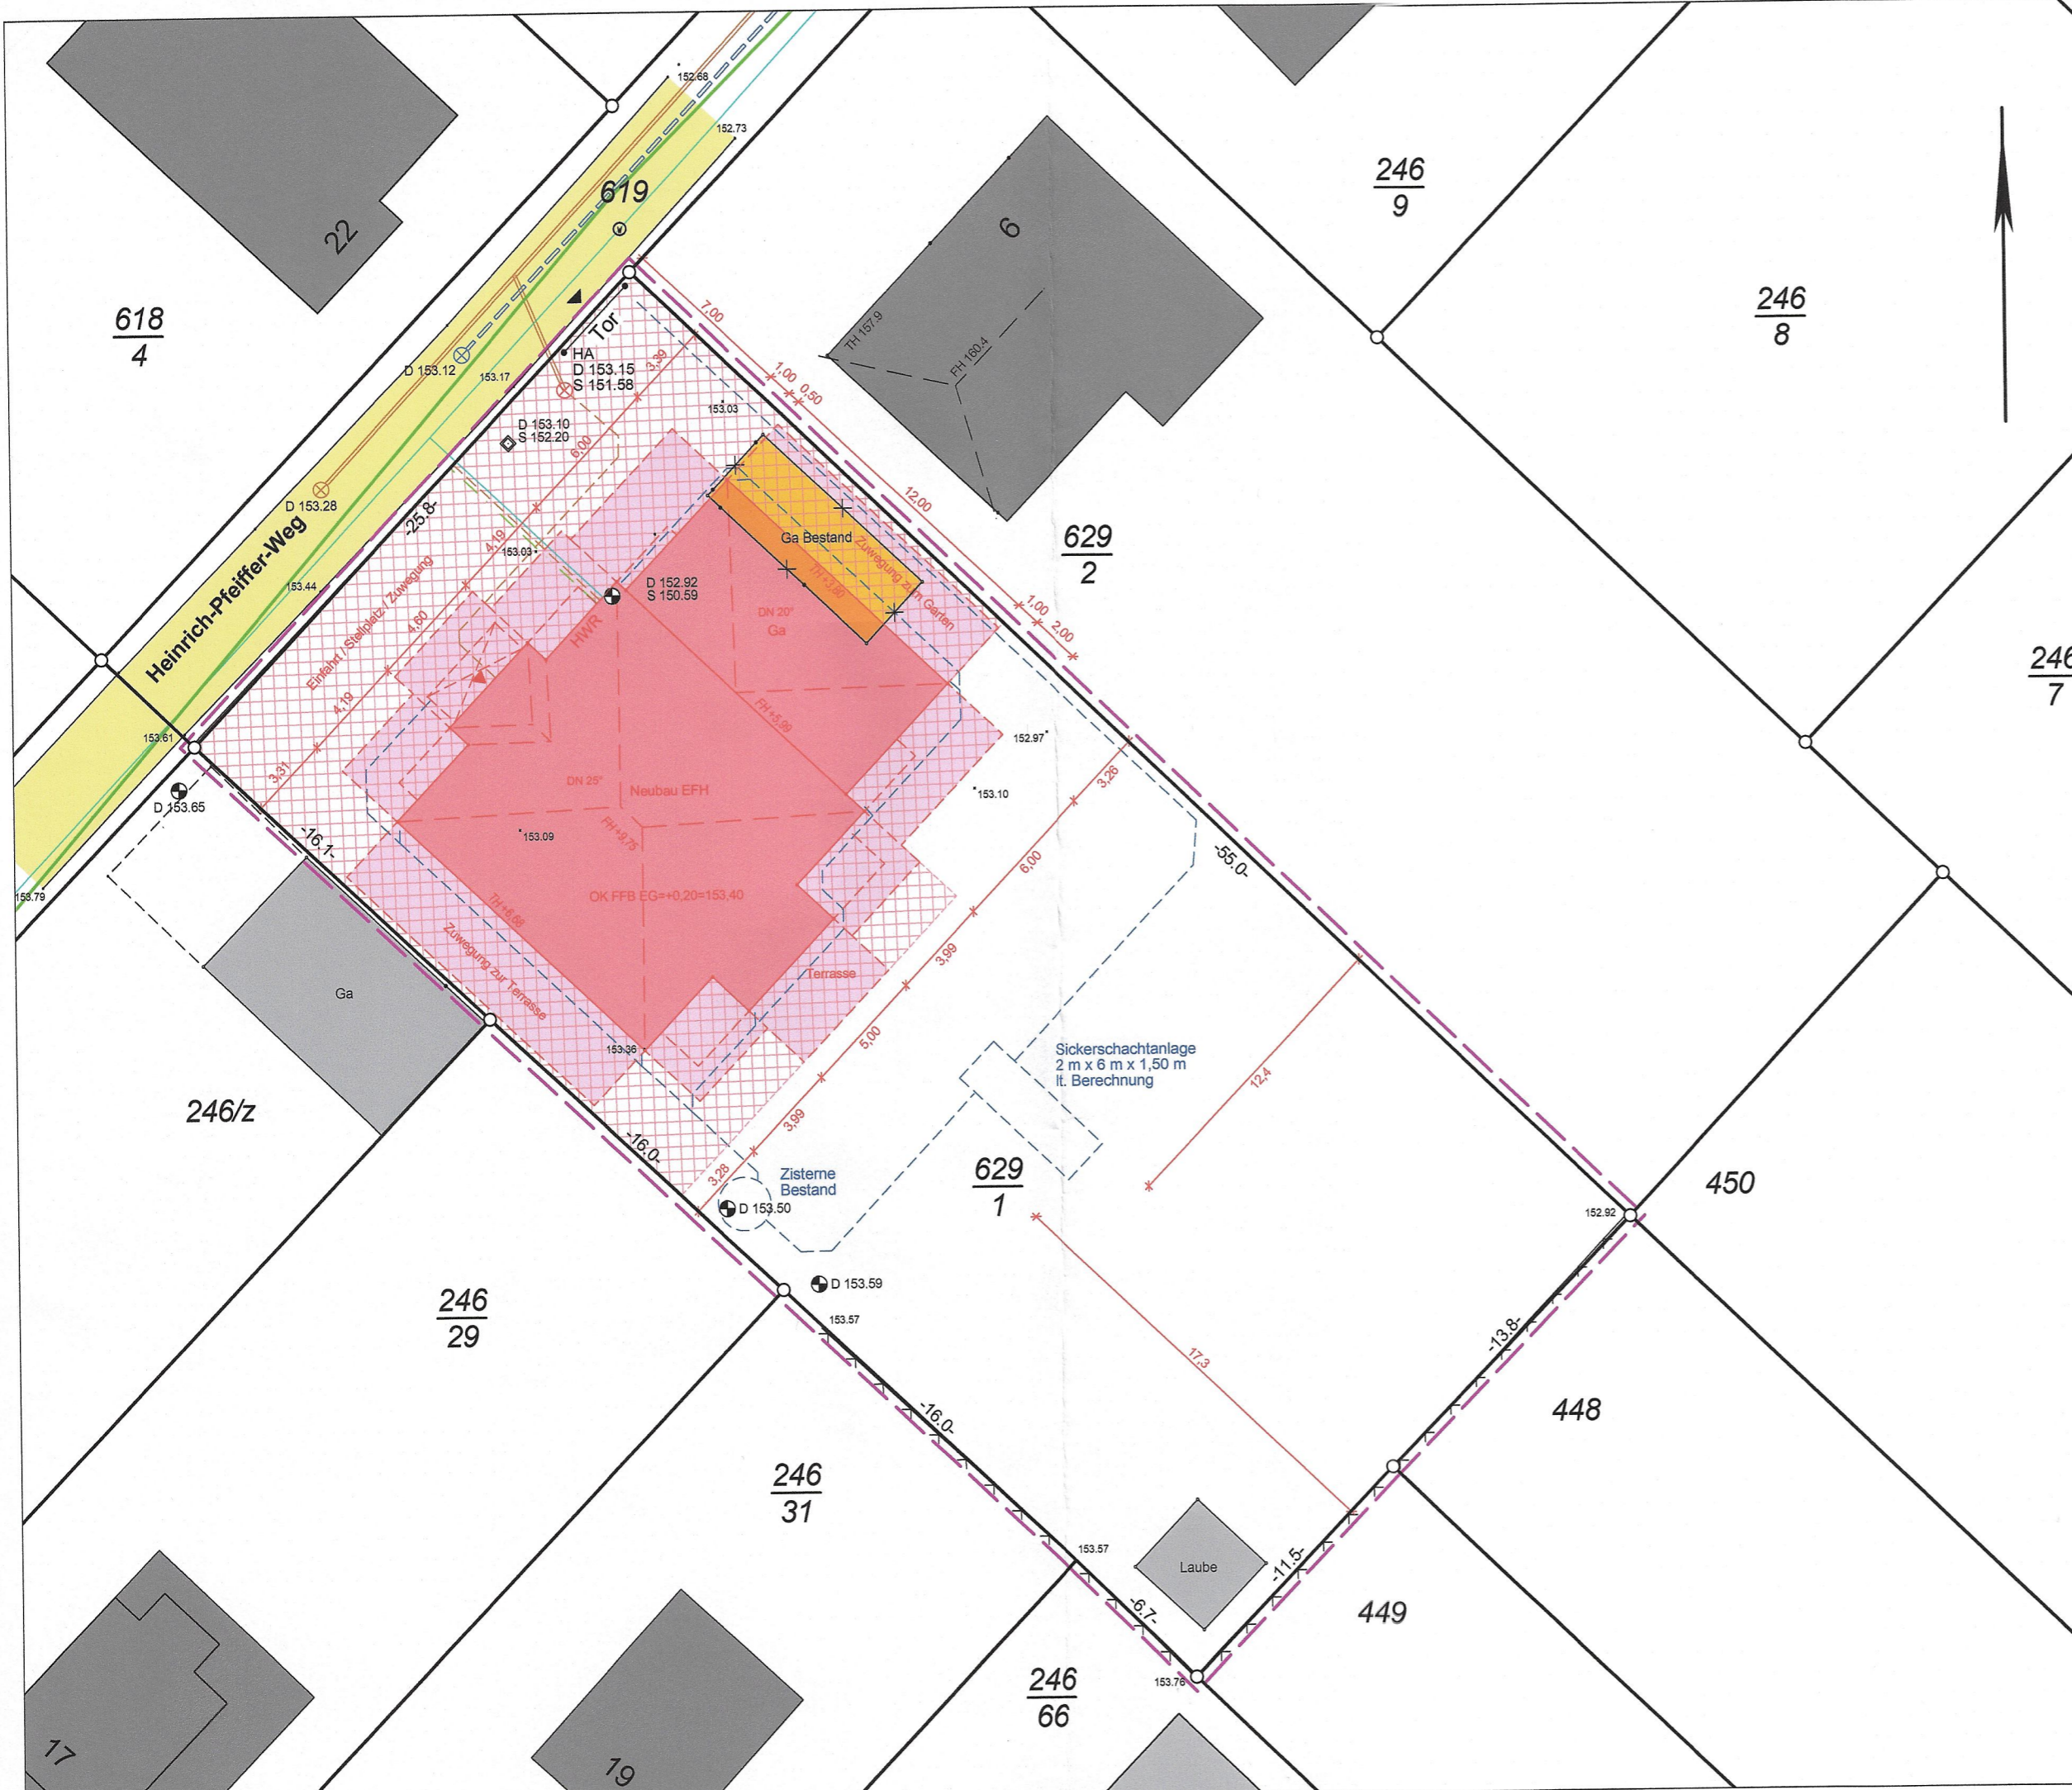 152.68
152.73
619
22
618
4
246
9
246
8
246
7
6
TH 157.9
FH 160.4
7,00
1,00
0,50
Tor
HA
D 153.15
S 151.58
3,39
D 153.12
153.17
153.03
D 153.10
S 152.20
6,00
D 153.28
-25.8-
12,00
629
2
Heinrich-Pfeiffer-Weg
153.44
Einfahrt / Stellplatz / Zuwegung
4,19
153.03
Ga Bestand
Zuwegung zum Garten
TH +3,80
D 152.92
S 150.59
DN 20°
Ga
HWR
4,60
1,00
2,00
4,19
FH +5,99
153.61
D 153.65
3,31
152.97
3,26
153.10
DN 25°
Neubau EFH
FH +9,75
153.09
-16.1-
6,00
-55.0-
153.79
TH +6,68
OK FFB EG=+0,20=153,40
Zuwegung zur Terrasse
Terrasse
3,99
Ga
153.36
5,00
Sickerschachtanlage
2 m x 6 m x 1,50 m
lt. Berechnung
12,4
246/z
-16.0-
3,99
3,28
Zisterne
Bestand
D 153.50
629
1
450
152.92
D 153.59
153.57
246
29
17,3
-13.8-
448
-16.0-
246
31
153.57
Laube
-11.5-
-6.7-
449
153.76
246
66
17
19